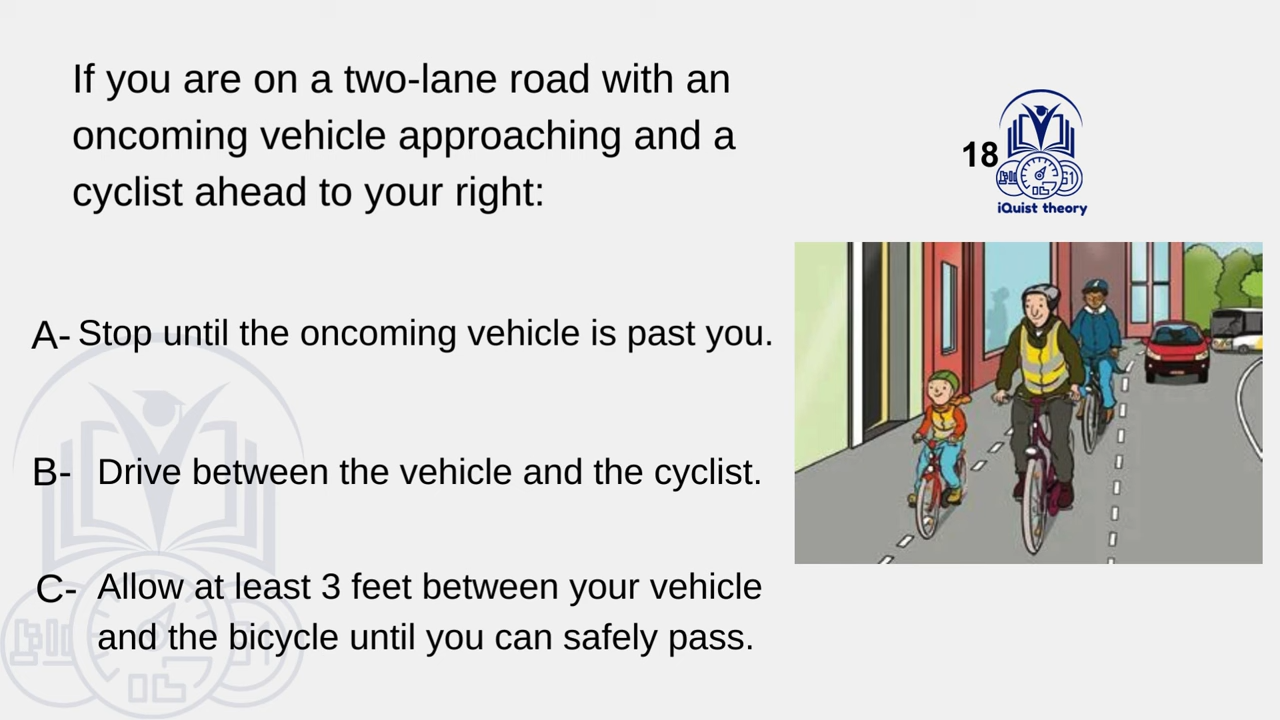 If you are on a two-lane road with an
oncoming vehicle approaching and a
cyclist ahead to your right:
18
iQuist theory
A- Stop until the oncoming vehicle is past you.
B- Drive between the vehicle and the cyclist.
C- Allow at least 3 feet between your vehicle
and the bicycle until you can safely pass.